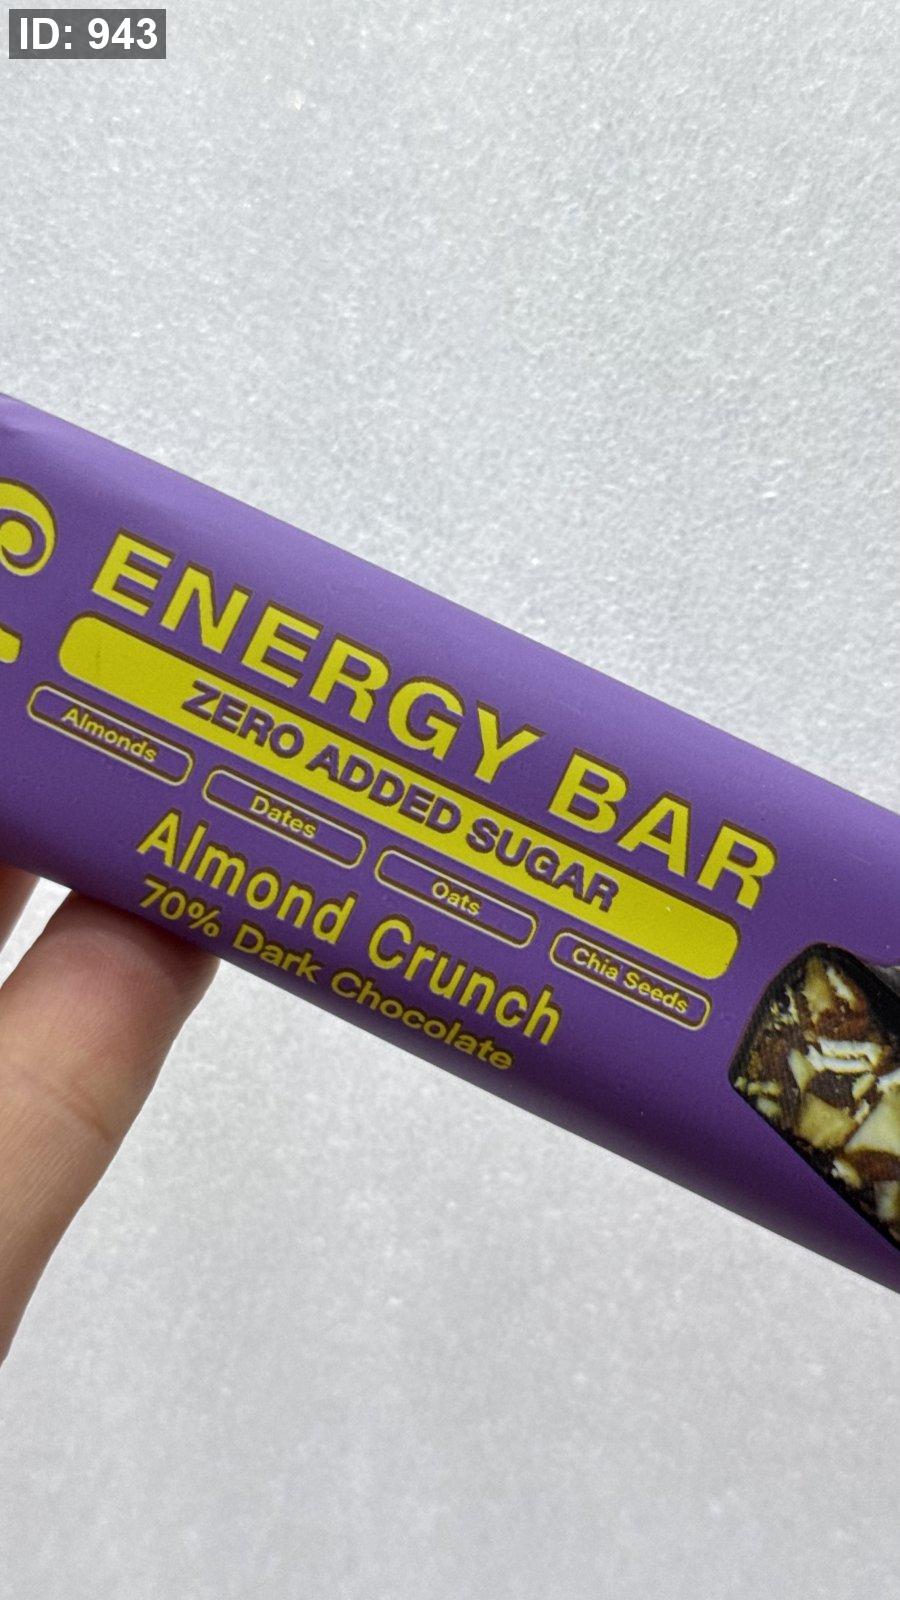 ID: 943
ENERGY BAR
ZERO ADDED SUGAR
Almonds
Dates
Oats
Chia Seeds
Almond Crunch
70% Dark Chocolate